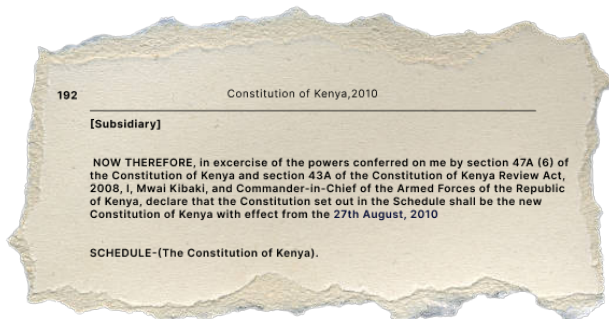 192 Constitution of Kenya,2010
[Subsidiary]
NOW THEREFORE, in excercise of the powers conferred on me by section 47A (6) of
the Constitution of Kenya and section 43A of the Constitution of Kenya Review Act,
2008, I, Mwai Kibaki, and Commander-in-Chief of the Armed Forces of the Republic
of Kenya, declare that the Constitution set out in the Schedule shall be the new
Constitution of Kenya with effect from the 27th August, 2010
SCHEDULE-(The Constitution of Kenya).